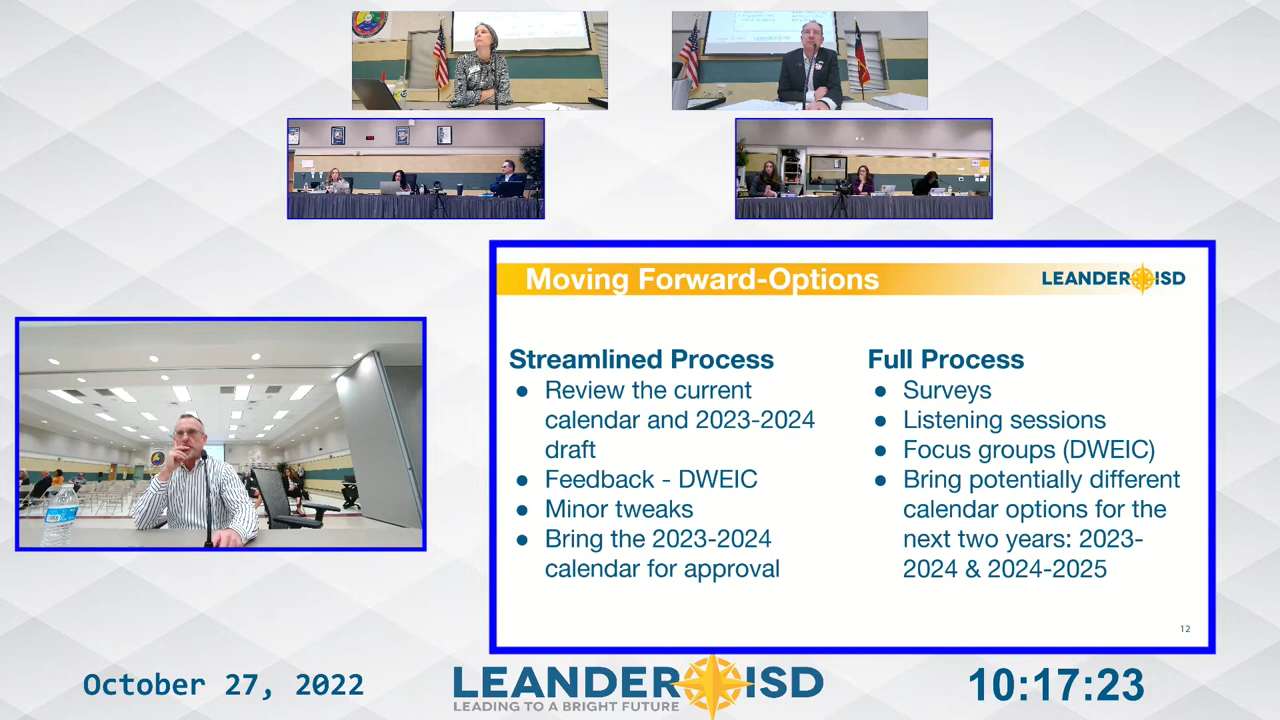 Moving Forward-Options
LEANDER ISD
Streamlined Process
● Review the current
calendar and 2023-2024
draft
● Feedback - DWEIC
● Minor tweaks
● Bring the 2023-2024
calendar for approval
Full Process
● Surveys
● Listening sessions
● Focus groups (DWEIC)
● Bring potentially different
calendar options for the
next two years: 2023-
2024 & 2024-2025
12
October 27, 2022
LEANDER ISD
LEADING TO A BRIGHT FUTURE
10:17:23